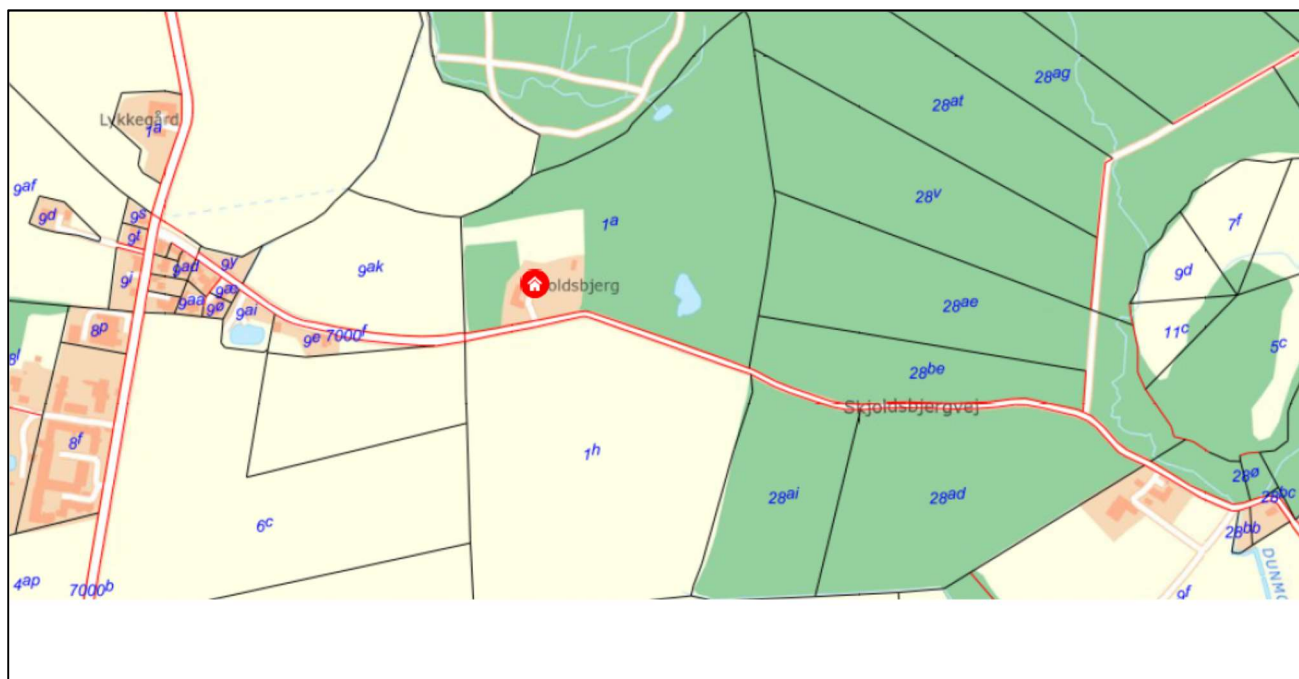 28ag
28at
Lykkegård
1a
9af
28v
9d
9s
1a
7f
9t
9y
9ak
9ad
9i
9d
9æ
oldsbjerg
9aa
9ø
9ai
28ae
8p
9e
7000f
11c
5c
8l
28be
Skjoldsbjergvej
8f
1h
28ø
28ai
28ad
28bc
6c
28bb
4ap
7000b
9f
DUNMO